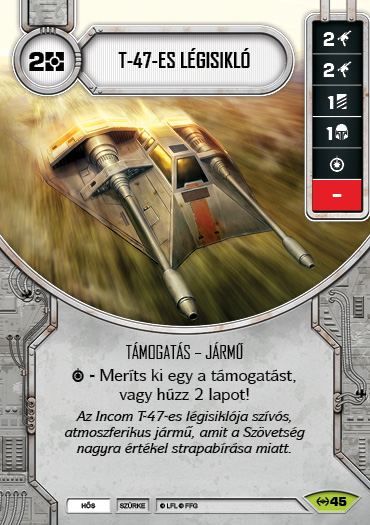 2
T-47-ES LÉGISIKLÓ
2
2
1
1
-
TÁMOGATÁS – JÁRMŰ
- Meríts ki egy a támogatást,
vagy húzz 2 lapot!
Az Incom T-47-es légisiklója szívós,
atmoszferikus jármű, amit a Szövetség
nagyra értékel strapabírása miatt.
HŐS SZÜRKE © LFL © FFG 45